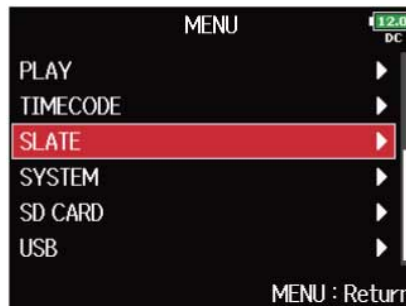 MENU
12.0
DC
PLAY
TIMECODE
SLATE
SYSTEM
SD CARD
USB
MENU : Return